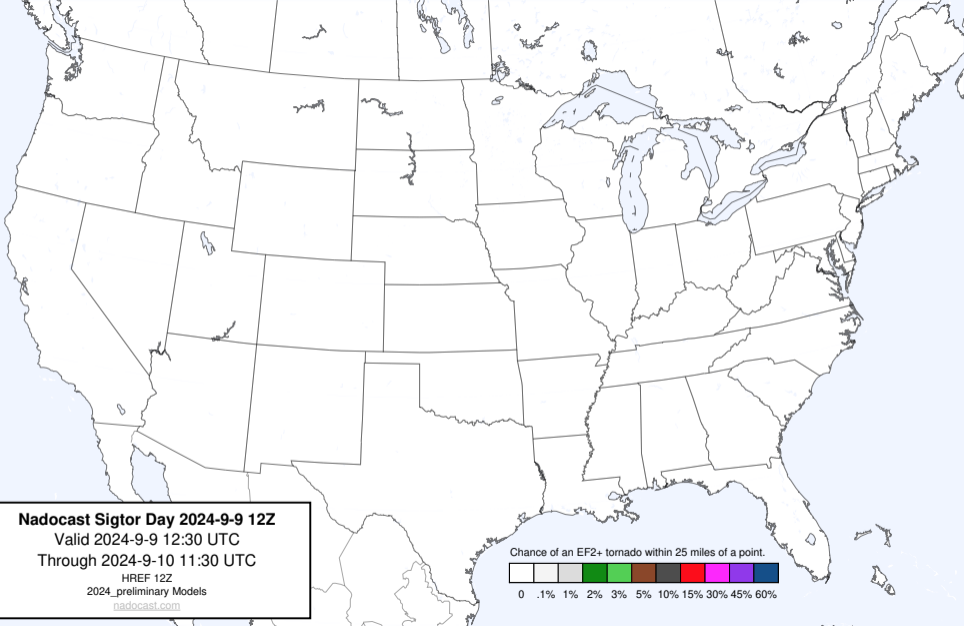 Nadocast Sigtor Day 2024-9-9 12Z
Valid 2024-9-9 12:30 UTC
Through 2024-9-10 11:30 UTC
HREF 12Z
2024_preliminary Models
nadocast.com
Chance of an EF2+ tornado within 25 miles of a point.
0 .1% 1% 2% 3% 5% 10% 15% 30% 45% 60%